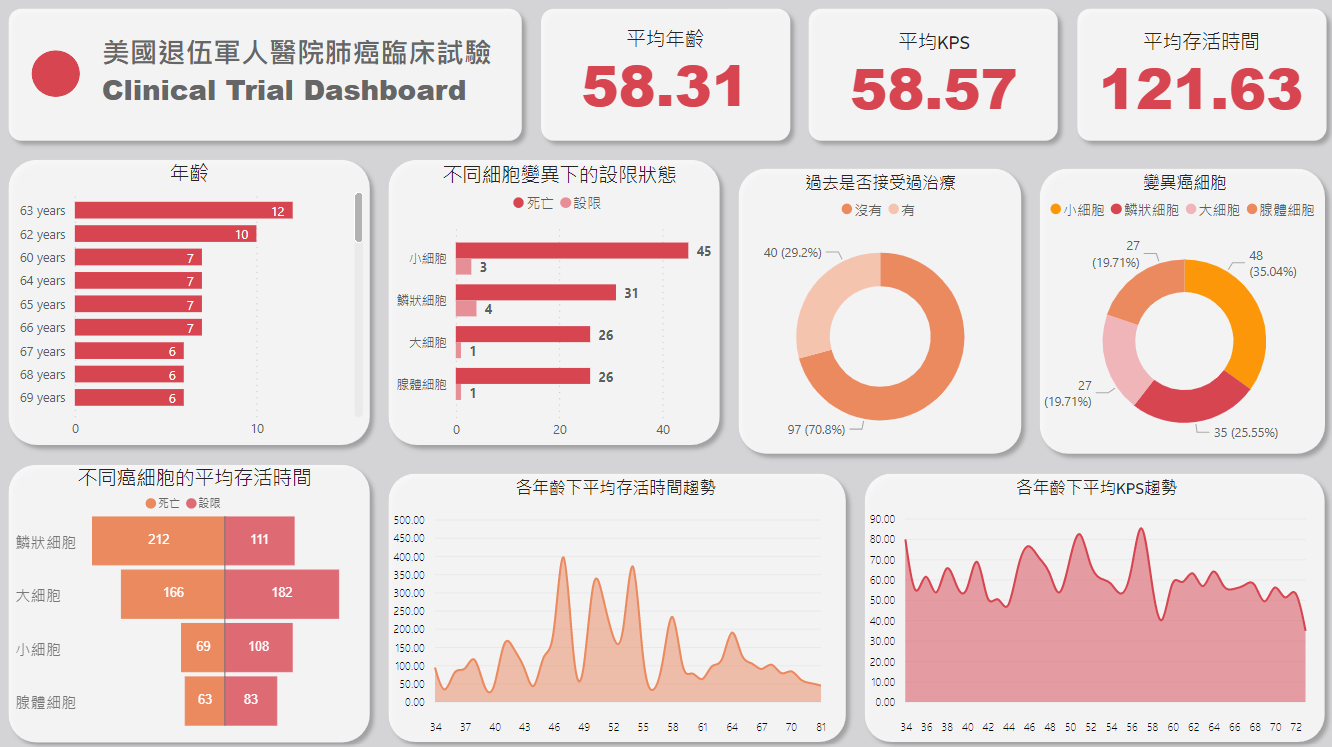 美國退伍軍人醫院肺癌臨床試驗
Clinical Trial Dashboard
平均年齡
58.31
平均KPS
58.57
平均存活時間
121.63
年齡
63 years 12
62 years 10
60 years 7
64 years 7
65 years 7
66 years 7
67 years 6
68 years 6
69 years 6
0 10
不同細胞變異下的設限狀態
死亡 設限
小細胞 45
3
鱗狀細胞 31
4
大細胞 26
1
腺體細胞 26
1
0 20 40
過去是否接受過治療
沒有 有
40 (29.2%)
97 (70.8%)
變異癌細胞
小細胞 鱗狀細胞 大細胞 腺體細胞
27
(19.71%)
48
(35.04%)
27
(19.71%)
35 (25.55%)
不同癌細胞的平均存活時間
死亡 設限
鱗狀細胞 212 111
大細胞 166 182
小細胞 69 108
腺體細胞 63 83
各年齡下平均存活時間趨勢
500.00
450.00
400.00
350.00
300.00
250.00
200.00
150.00
100.00
50.00
0.00
34 37 40 43 46 49 52 55 58 61 64 67 70 81
各年齡下平均KPS趨勢
90.00
80.00
70.00
60.00
50.00
40.00
30.00
20.00
10.00
0.00
34 36 38 40 42 44 46 48 50 52 54 56 58 60 62 64 66 68 70 72